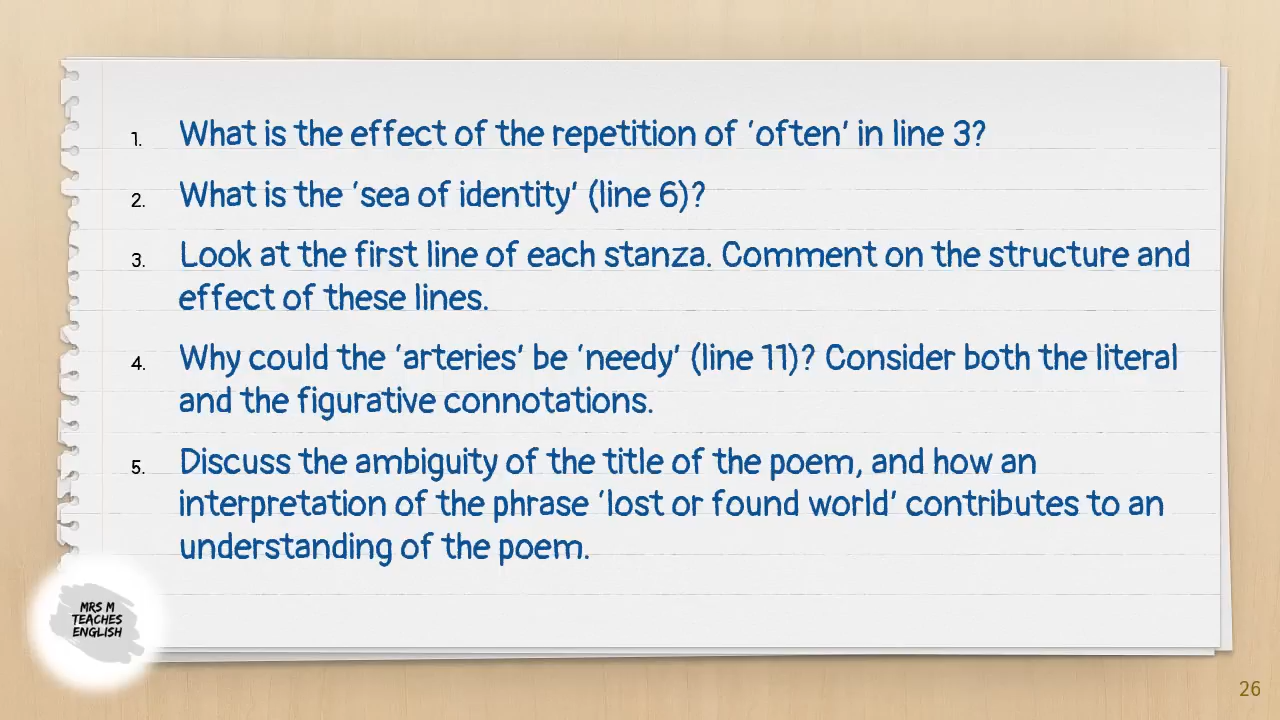 1. What is the effect of the repetition of ‘often’ in line 3?
2. What is the ‘sea of identity’ (line 6)?
3. Look at the first line of each stanza. Comment on the structure and
effect of these lines.
4. Why could the ‘arteries’ be ‘needy’ (line 11)? Consider both the literal
and the figurative connotations.
5. Discuss the ambiguity of the title of the poem, and how an
interpretation of the phrase ‘lost or found world’ contributes to an
understanding of the poem.
MRS M
TEACHES
ENGLISH
26